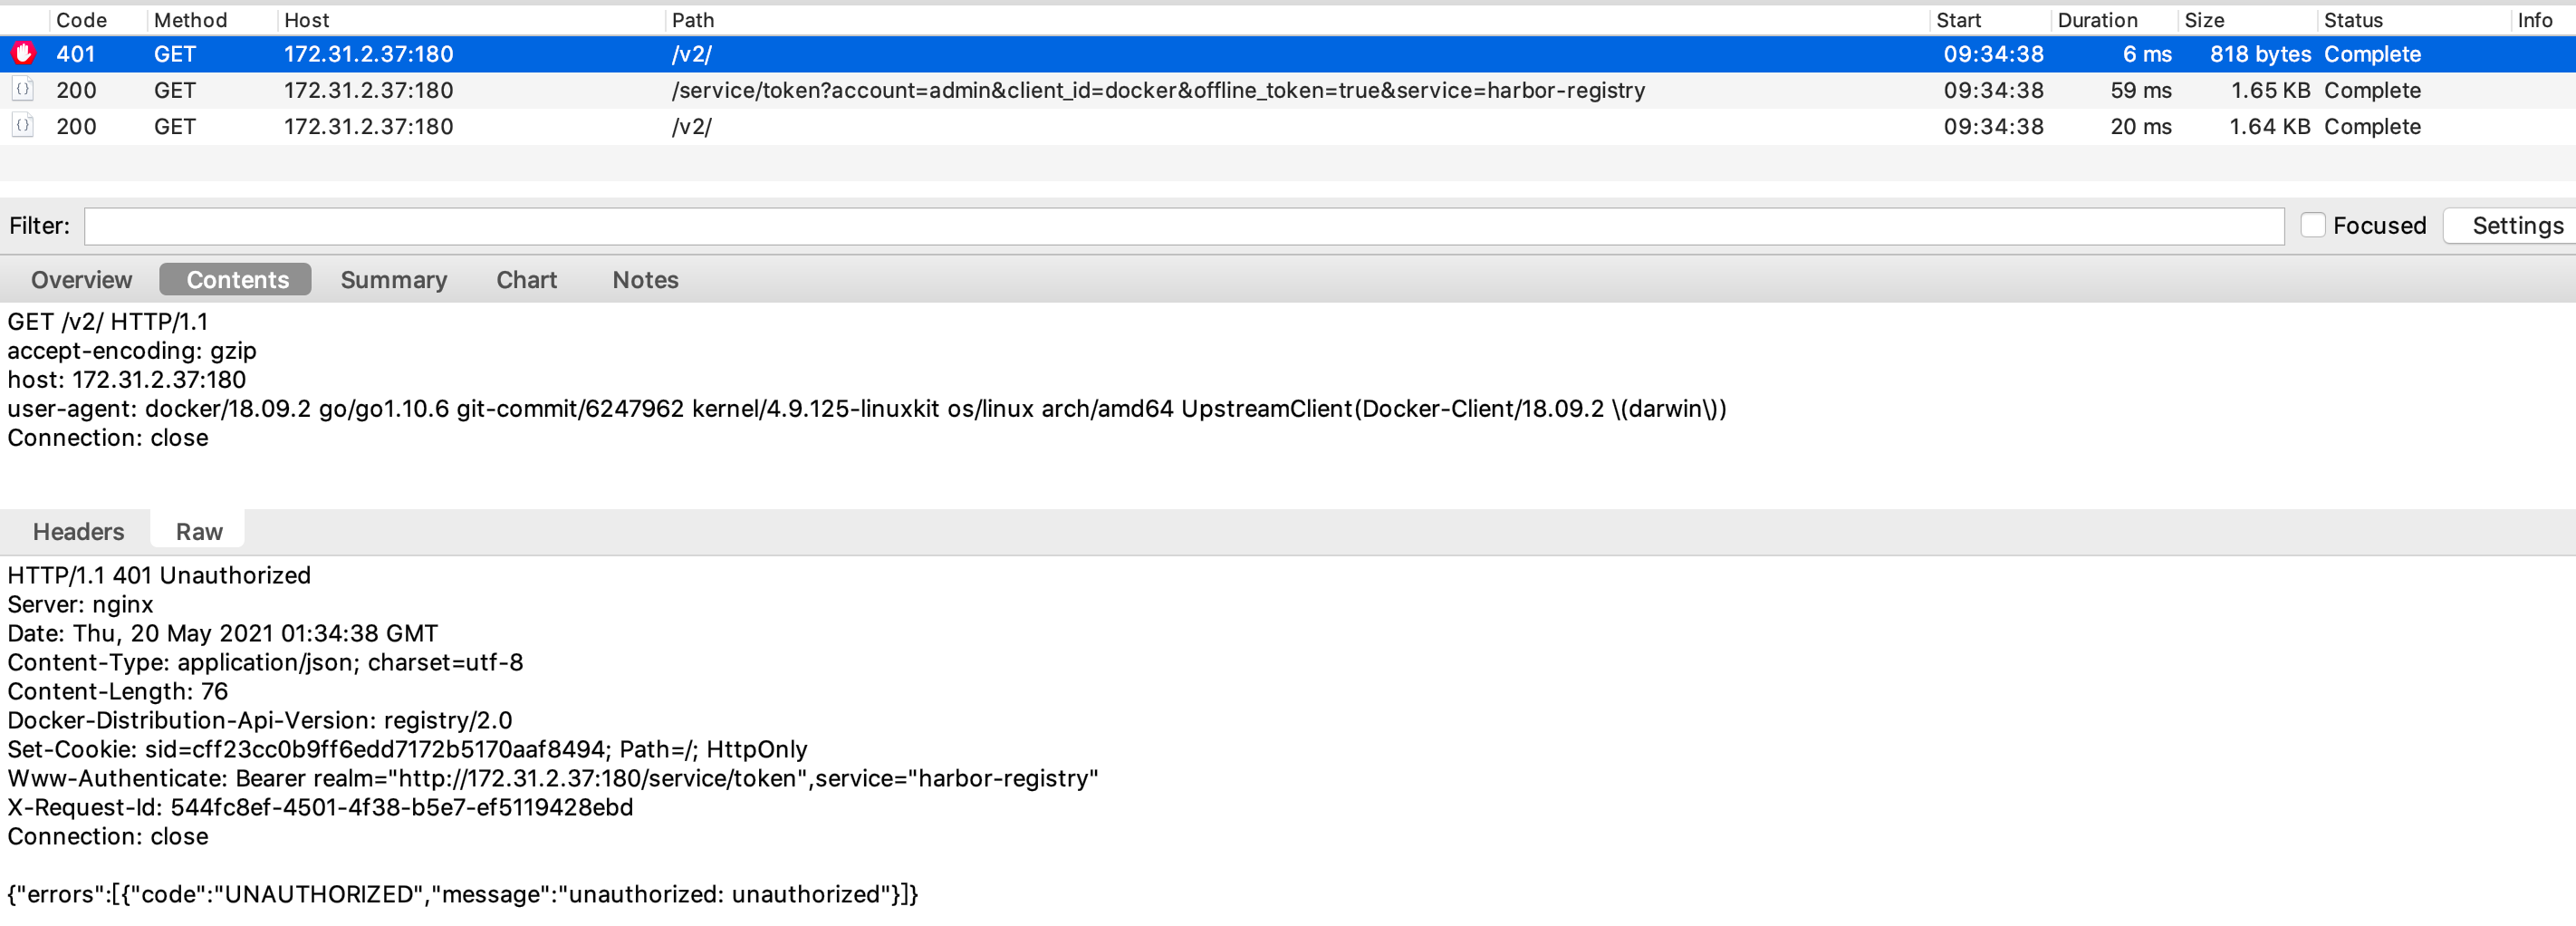 Code Method Host Path Start Duration Size Status Info
401 GET 172.31.2.37:180 /v2/ 09:34:38 6 ms 818 bytes Complete
{} 200 GET 172.31.2.37:180 /service/token?account=admin&client_id=docker&offline_token=true&service=harbor-registry 09:34:38 59 ms 1.65 KB Complete
{} 200 GET 172.31.2.37:180 /v2/ 09:34:38 20 ms 1.64 KB Complete
Filter: Focused Settings
Overview Contents Summary Chart Notes
GET /v2/ HTTP/1.1
accept-encoding: gzip
host: 172.31.2.37:180
user-agent: docker/18.09.2 go/go1.10.6 git-commit/6247962 kernel/4.9.125-linuxkit os/linux arch/amd64 UpstreamClient(Docker-Client/18.09.2 \(darwin\))
Connection: close
Headers Raw
HTTP/1.1 401 Unauthorized
Server: nginx
Date: Thu, 20 May 2021 01:34:38 GMT
Content-Type: application/json; charset=utf-8
Content-Length: 76
Docker-Distribution-Api-Version: registry/2.0
Set-Cookie: sid=cff23cc0b9ff6edd7172b5170aaf8494; Path=/; HttpOnly
Www-Authenticate: Bearer realm="http://172.31.2.37:180/service/token",service="harbor-registry"
X-Request-Id: 544fc8ef-4501-4f38-b5e7-ef5119428ebd
Connection: close
{"errors":[{"code":"UNAUTHORIZED","message":"unauthorized: unauthorized"}]}